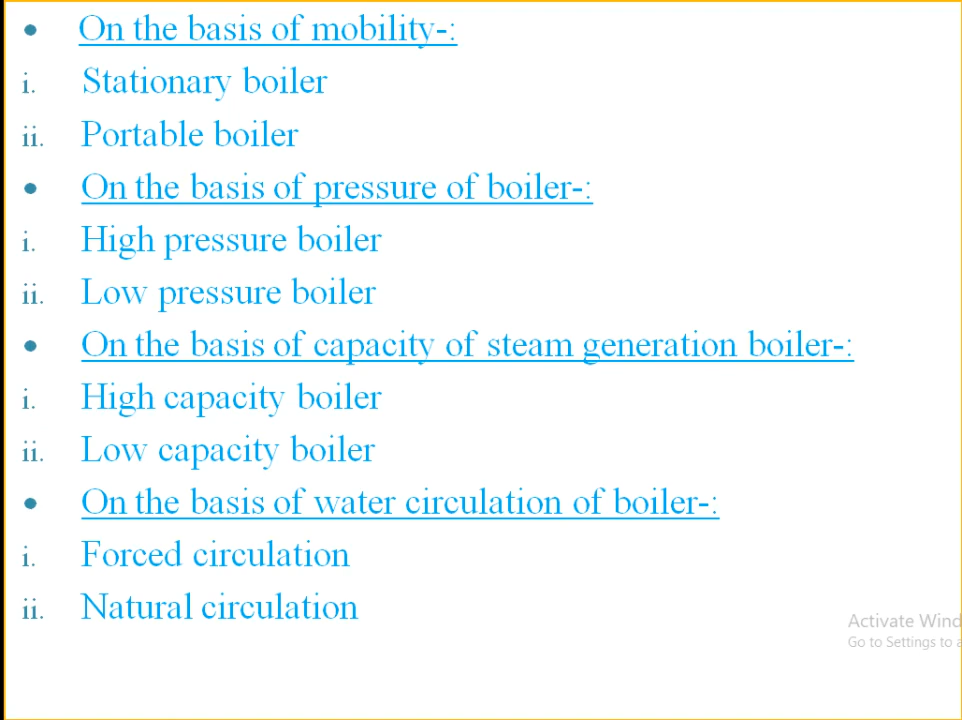 • On the basis of mobility-:
i. Stationary boiler
ii. Portable boiler
• On the basis of pressure of boiler-:
i. High pressure boiler
ii. Low pressure boiler
• On the basis of capacity of steam generation boiler-:
i. High capacity boiler
ii. Low capacity boiler
• On the basis of water circulation of boiler-:
i. Forced circulation
ii. Natural circulation
Activate Wind
Go to Settings to a